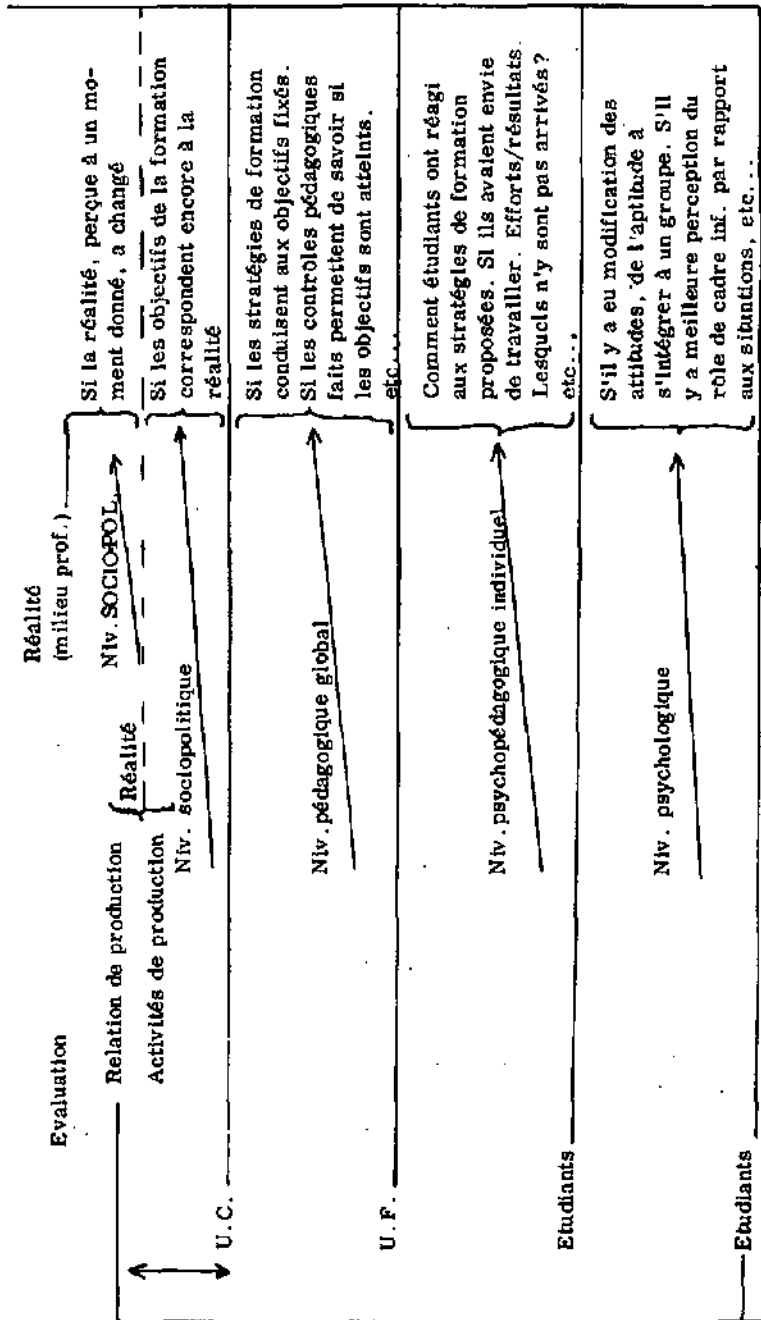 Evaluation
Réalité
(milieu prof.)
Relation de production
Réalité
Niv. SOCIOPOL.
Si la réalité, perçue à un mo-
ment donné, a changé
Activités de production
Niv. sociopolitique
Si les objectifs de la formation
correspondent encore à la
réalité
U.C.
Niv. pédagogique global
Si les stratégies de formation
conduisent aux objectifs fixés.
Si les contrôles pédagogiques
faits permettent de savoir si
les objectifs sont atteints.
etc...
U.F.
Niv. psychopédagogique individuel
Comment étudiants ont réagi
aux stratégies de formation
proposées. Si ils avaient envie
de travailler. Efforts/résultats.
Lesquels n'y sont pas arrivés?
etc...
Etudiants
Niv. psychologique
S'il y a eu modification des
attitudes, de l'aptitude à
s'intégrer à un groupe. S'il
y a meilleure perception du
rôle de cadre inf. par rapport
aux situntions, etc...
Etudiants